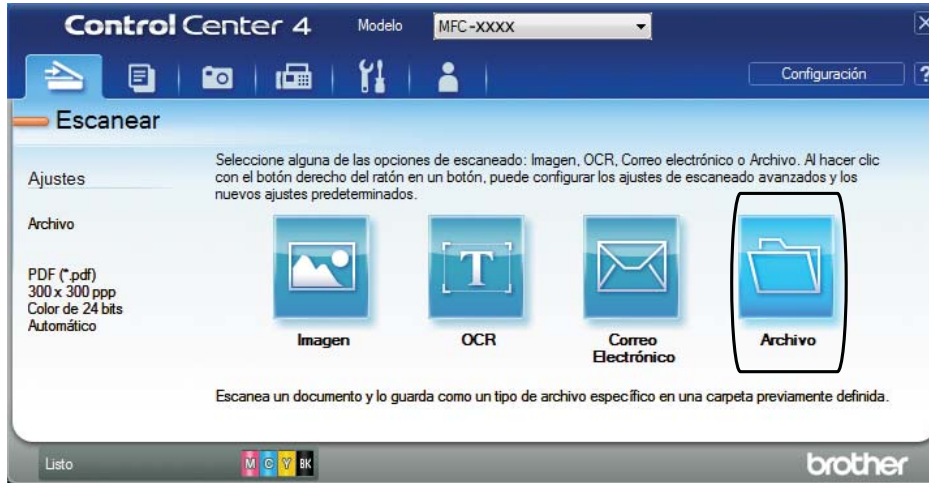 Control Center 4 Modelo MFC-XXXX
Configuración ?
Escanear
Seleccione alguna de las opciones de escaneado: Imagen, OCR, Correo electrónico o Archivo. Al hacer clic
con el botón derecho del ratón en un botón, puede configurar los ajustes de escaneado avanzados y los
nuevos ajustes predeterminados.
Ajustes
Archivo
PDF (*.pdf)
300 x 300 ppp
Color de 24 bits
Automático
T
Imagen
OCR
Correo
Electrónico
Archivo
Escanea un documento y lo guarda como un tipo de archivo específico en una carpeta previamente definida.
Listo
M C Y BK
brother